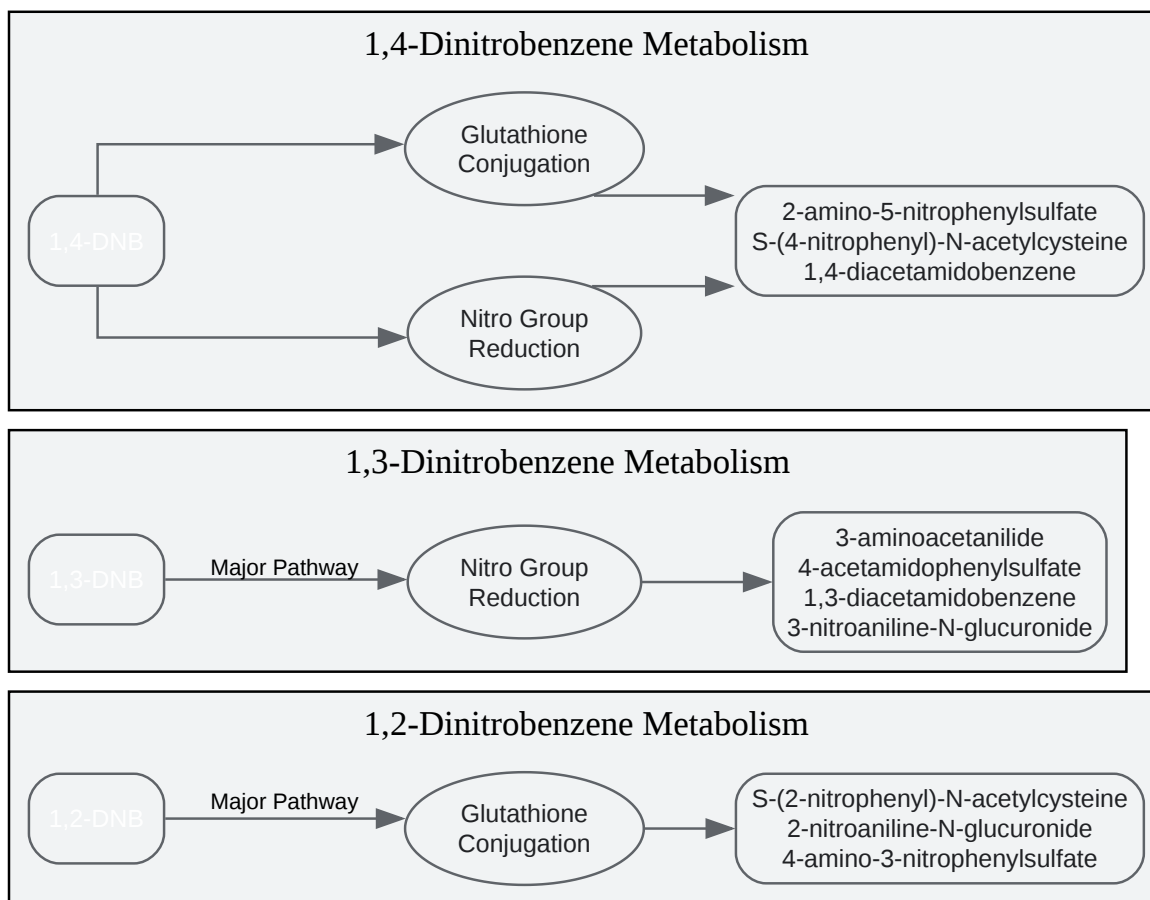 1,4-Dinitrobenzene Metabolism
Glutathione
Conjugation
1,4-DNB
2-amino-5-nitrophenylsulfate
S-(4-nitrophenyl)-N-acetylcysteine
1,4-diacetamidobenzene
Nitro Group
Reduction
1,3-Dinitrobenzene Metabolism
1,3-DNB
Major Pathway
Nitro Group
Reduction
3-aminoacetanilide
4-acetamidophenylsulfate
1,3-diacetamidobenzene
3-nitroaniline-N-glucuronide
1,2-Dinitrobenzene Metabolism
1,2-DNB
Major Pathway
Glutathione
Conjugation
S-(2-nitrophenyl)-N-acetylcysteine
2-nitroaniline-N-glucuronide
4-amino-3-nitrophenylsulfate